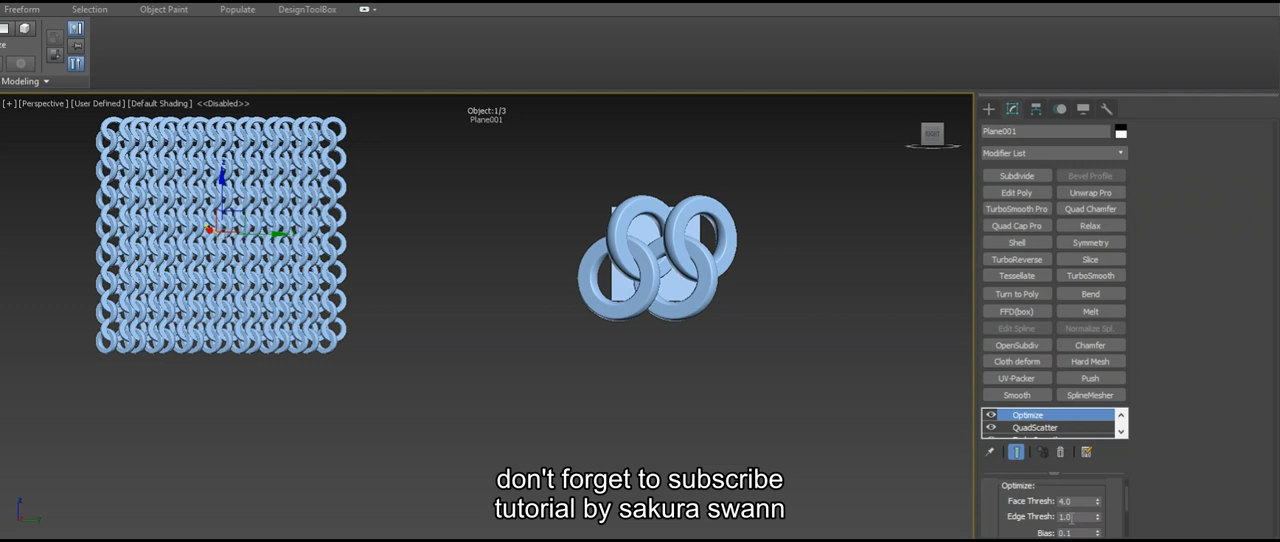 Freeform Selection Object Paint Populate DesignToolBox
ze
Modeling
[+] [Perspective] [User Defined] [Default Shading] <<Disabled>>
Object:1/3
Plane001
RIGHT
Plane001
Modifier List
Subdivide Bevel Profile
Edit Poly Unwrap Pro
TurboSmooth Pro Quad Chamfer
Quad Cap Pro Relax
Shell Symmetry
TurboReverse Slice
Tessellate TurboSmooth
Turn to Poly Bend
FFD(box) Melt
Edit Spline Normalize Spl.
OpenSubdiv Chamfer
Cloth deform Hard Mesh
UV-Packer Push
Smooth SplineMesher
Optimize
QuadScatter
Optimize:
Face Thresh: 4.0
Edge Thresh: 1.0
Bias: 0.1
don't forget to subscribe
tutorial by sakura swann